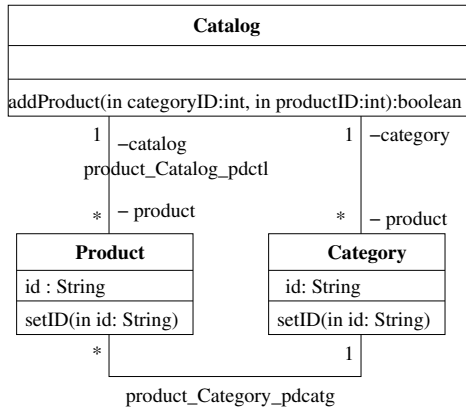 Catalog
addProduct(in categoryID:int, in productID:int):boolean
1 −catalog 1 −category
product_Catalog_pdctl
* − product * − product
Product Category
id : String id: String
setID(in id: String) setID(in id: String)
* 1
product_Category_pdcatg